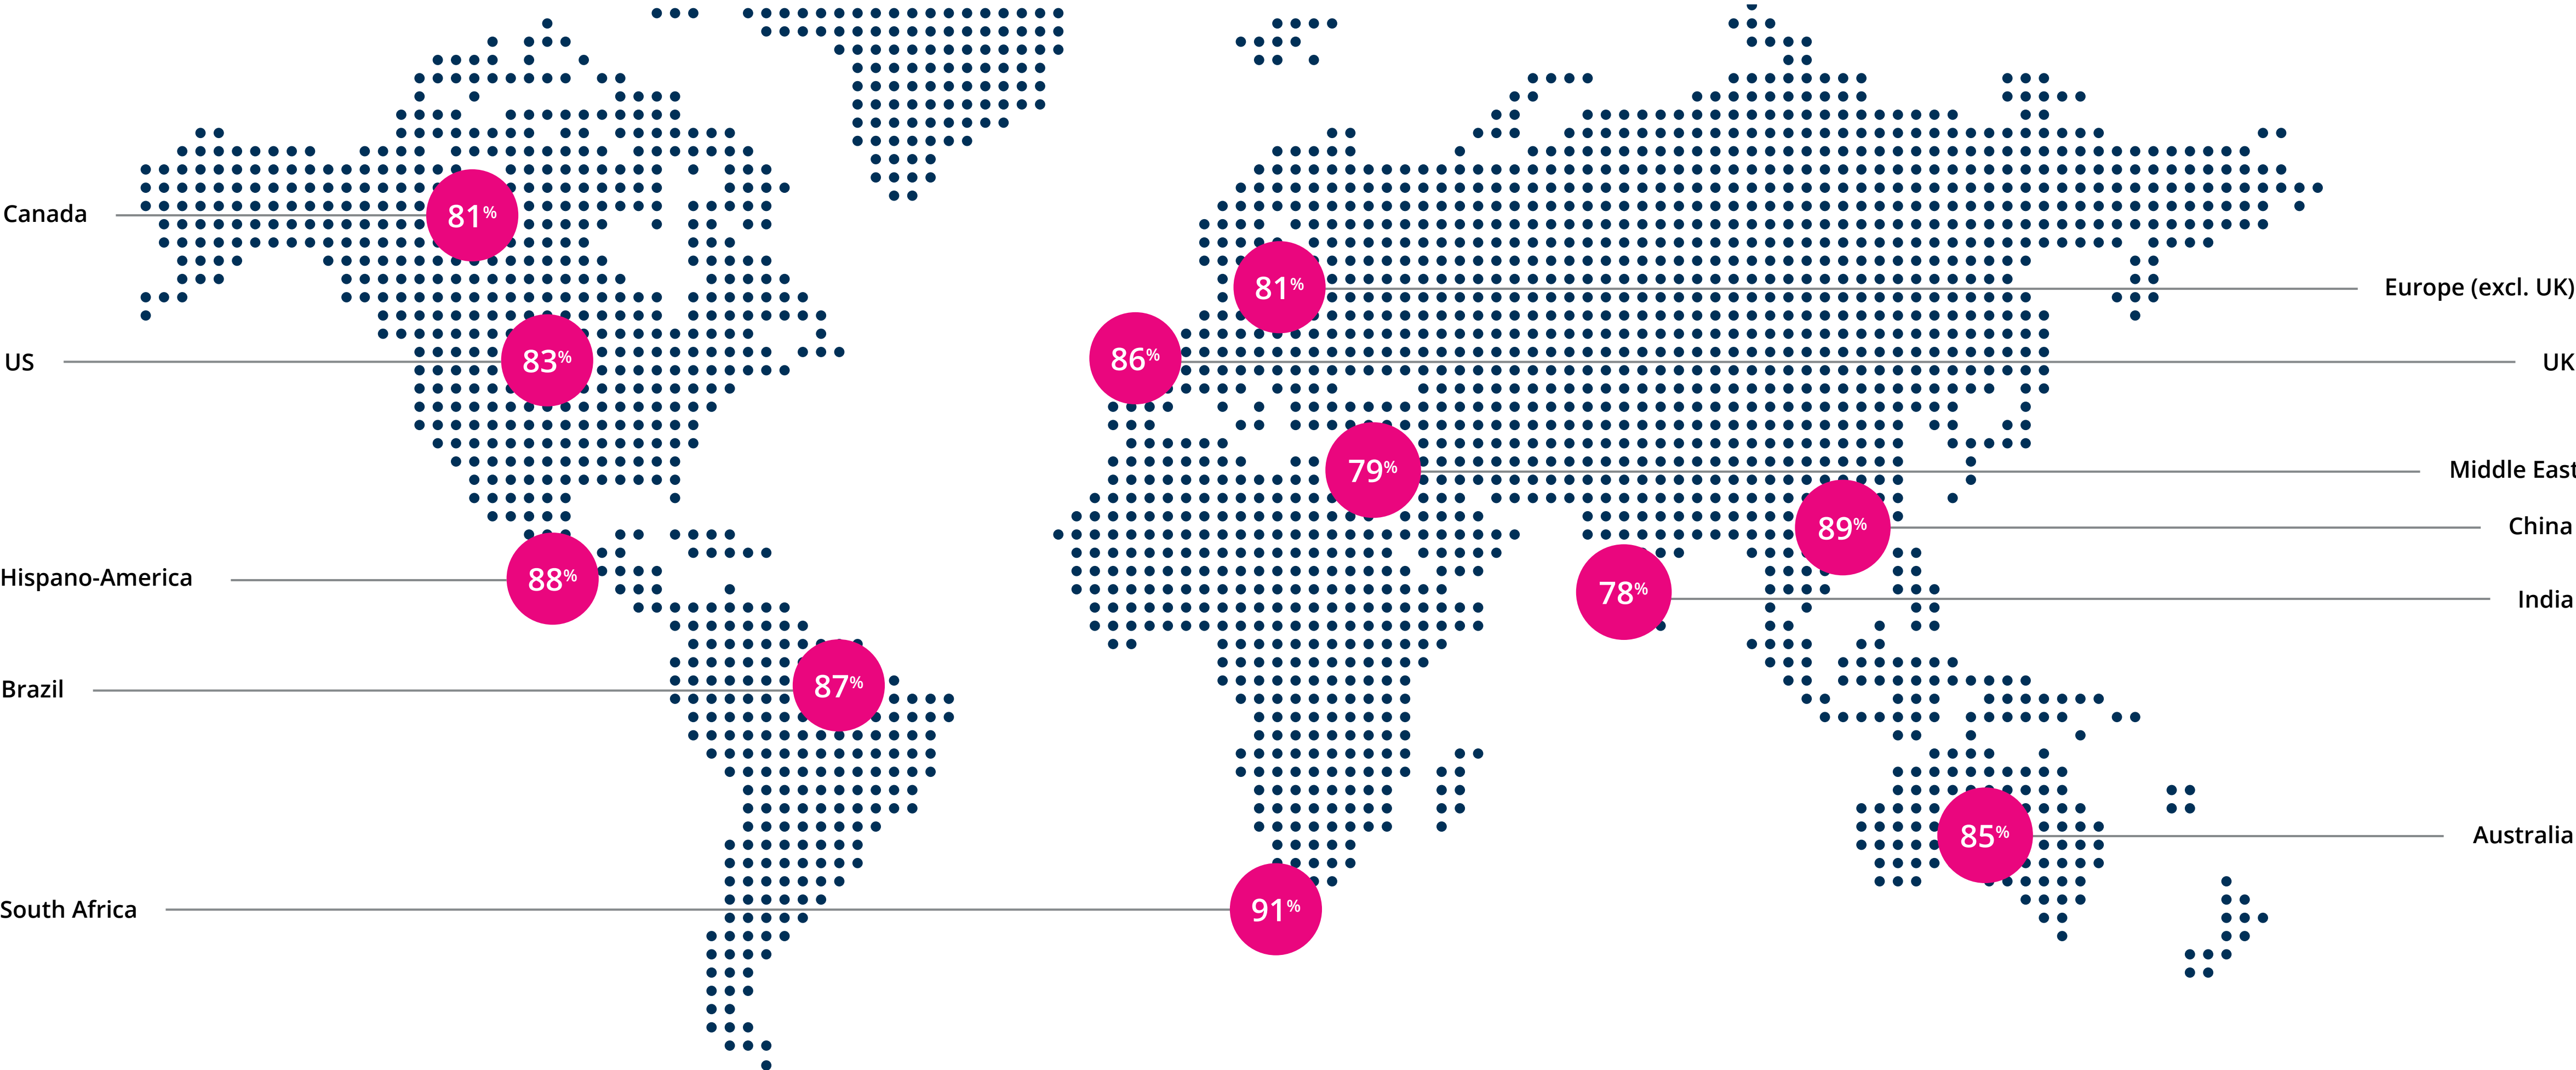 Canada 81%
81% Europe (excl. UK)
US 83%
86% UK
79% Middle East
89% China
Hispano-America 88%
78% India
Brazil 87%
85% Australia
South Africa 91%